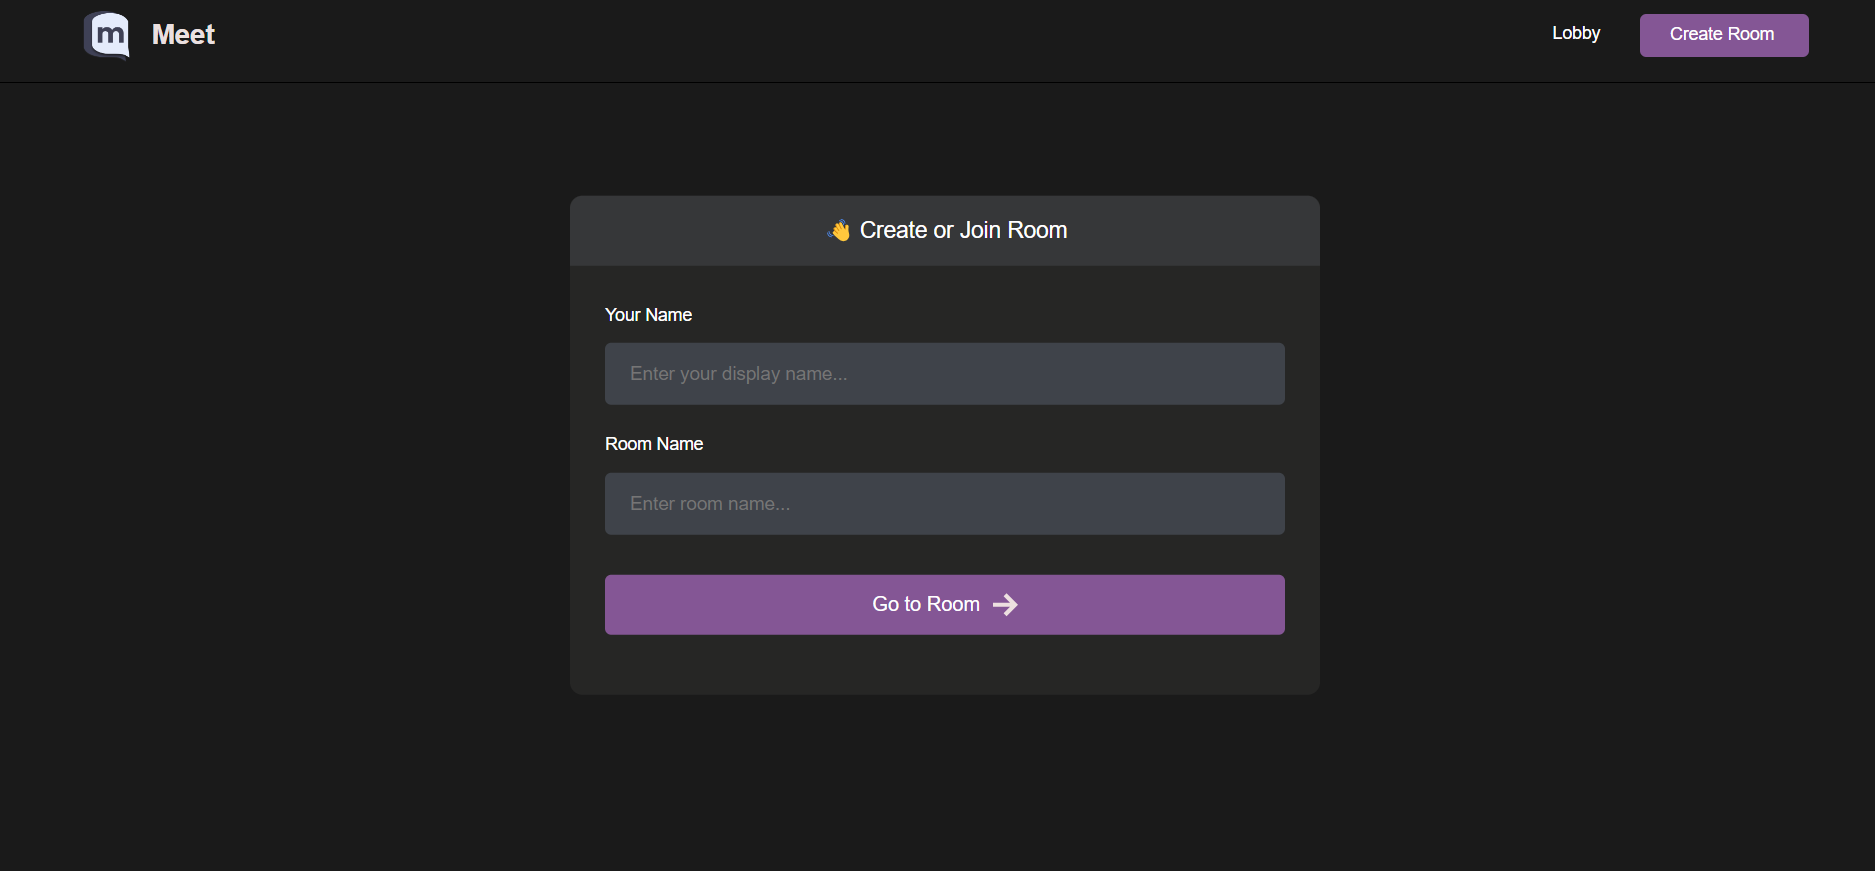 m Meet
Lobby
Create Room
👋 Create or Join Room
Your Name
Enter your display name...
Room Name
Enter room name...
Go to Room →